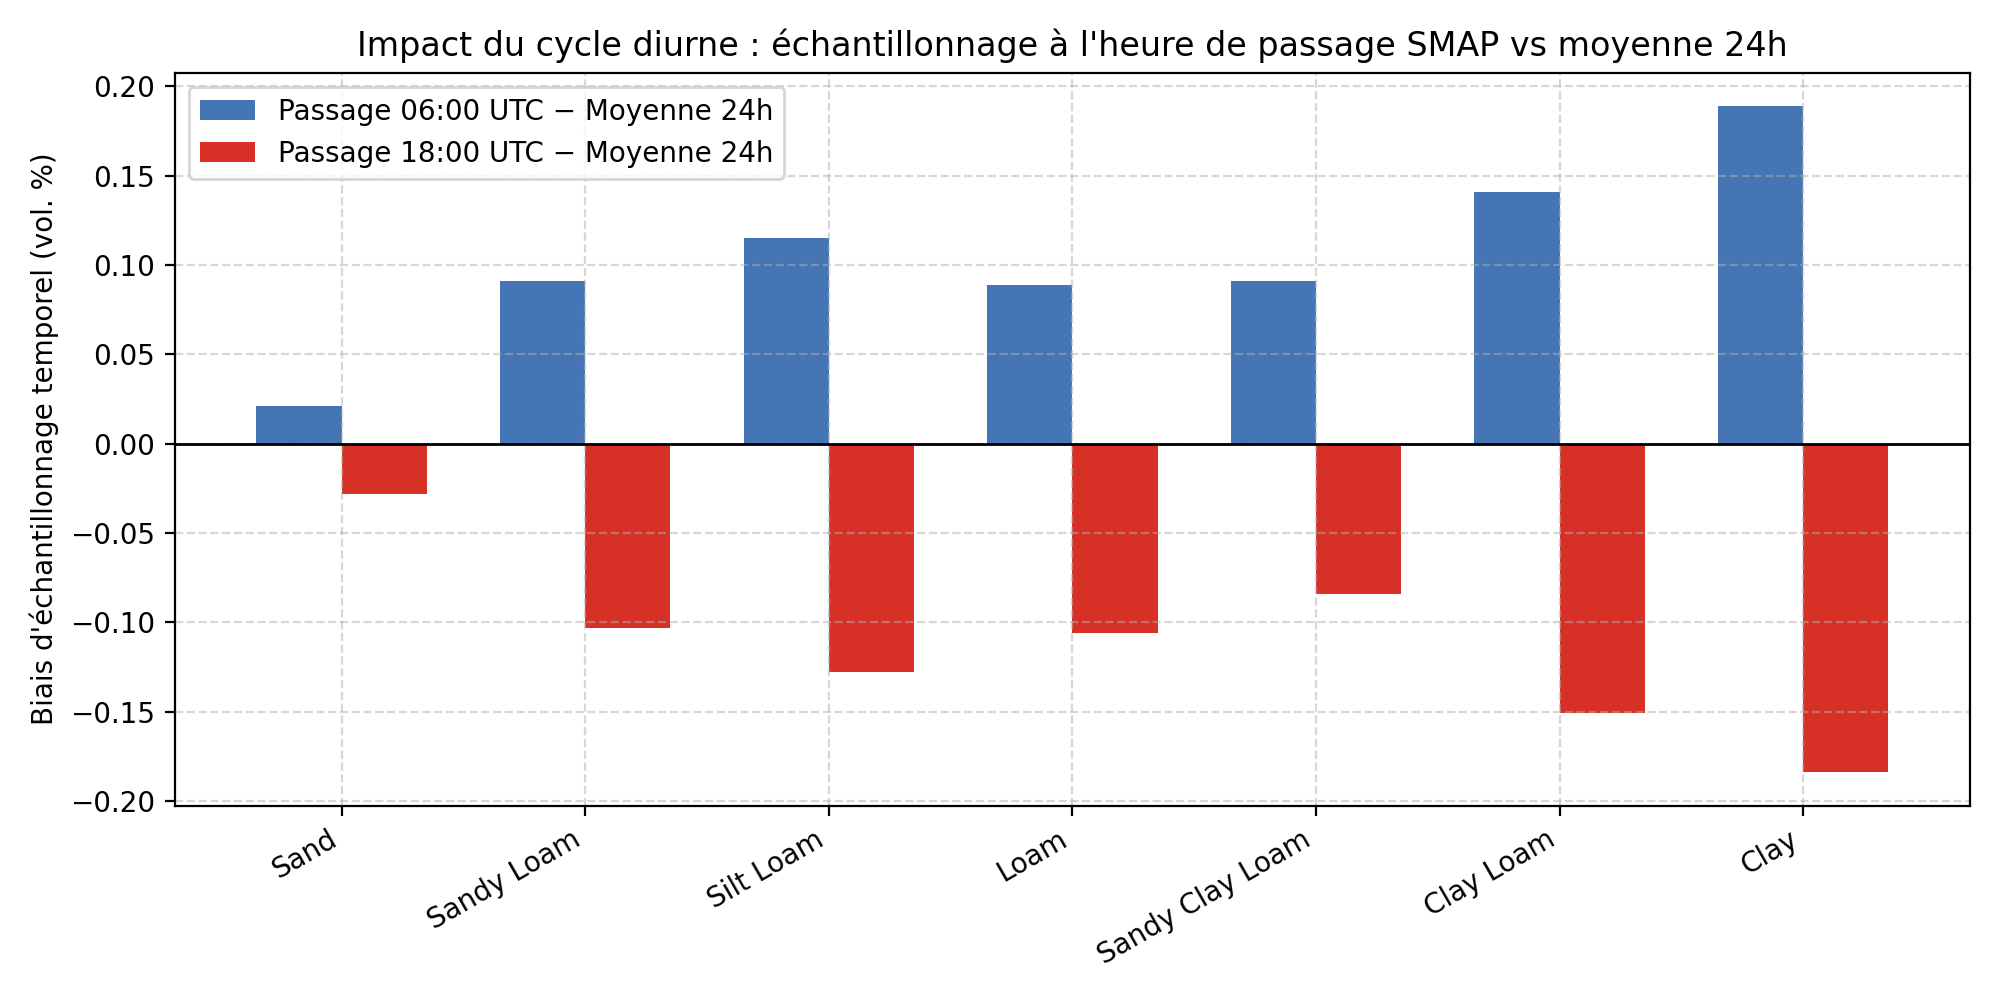 Impact du cycle diurne : échantillonnage à l'heure de passage SMAP vs moyenne 24h
Passage 06:00 UTC − Moyenne 24h
Passage 18:00 UTC − Moyenne 24h
Biais d'échantillonnage temporel (vol. %)
0.20
0.15
0.10
0.05
0.00
−0.05
−0.10
−0.15
−0.20
Sand
Sandy Loam
Silt Loam
Loam
Sandy Clay Loam
Clay Loam
Clay